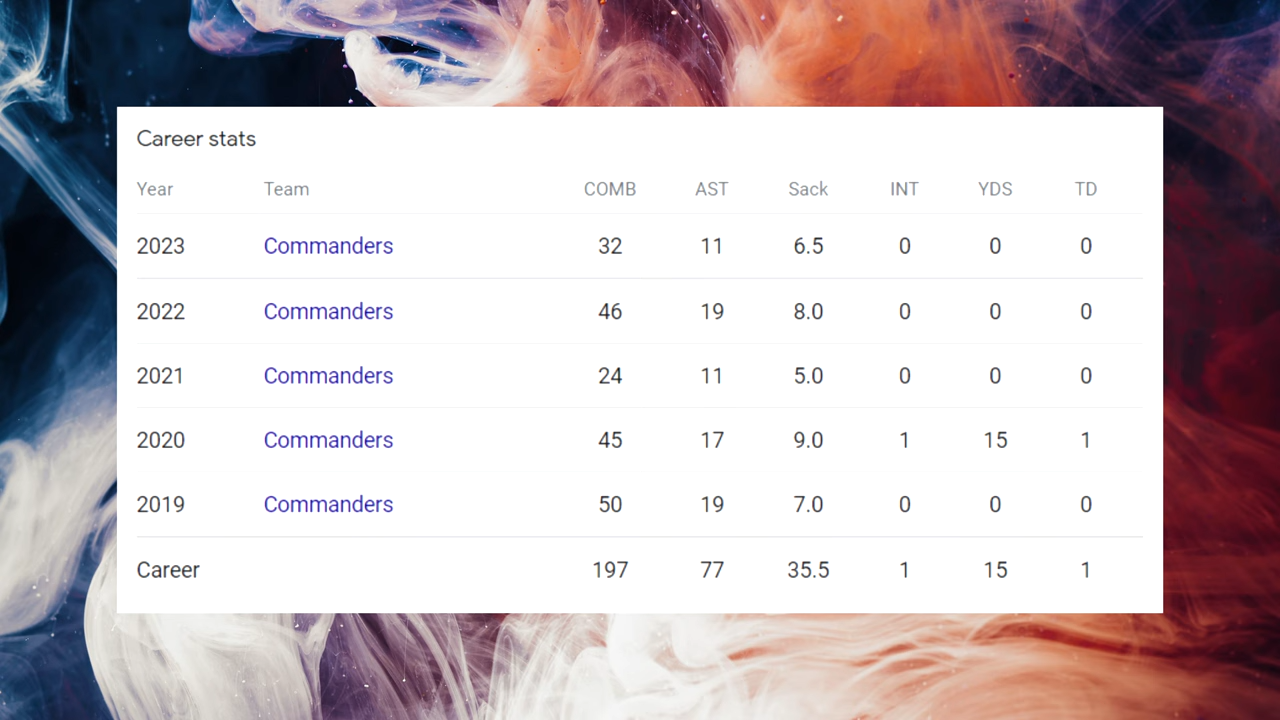 Career stats
Year Team COMB AST Sack INT YDS TD
2023 Commanders 32 11 6.5 0 0 0
2022 Commanders 46 19 8.0 0 0 0
2021 Commanders 24 11 5.0 0 0 0
2020 Commanders 45 17 9.0 1 15 1
2019 Commanders 50 19 7.0 0 0 0
Career 197 77 35.5 1 15 1